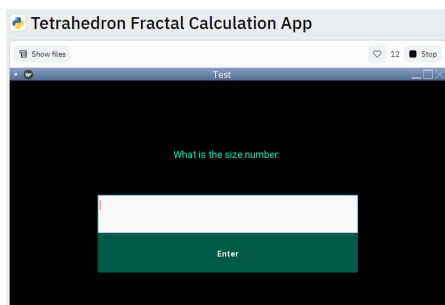 Tetrahedron Fractal Calculation App
Show files
12
Stop
Test
What is the size number:
Enter